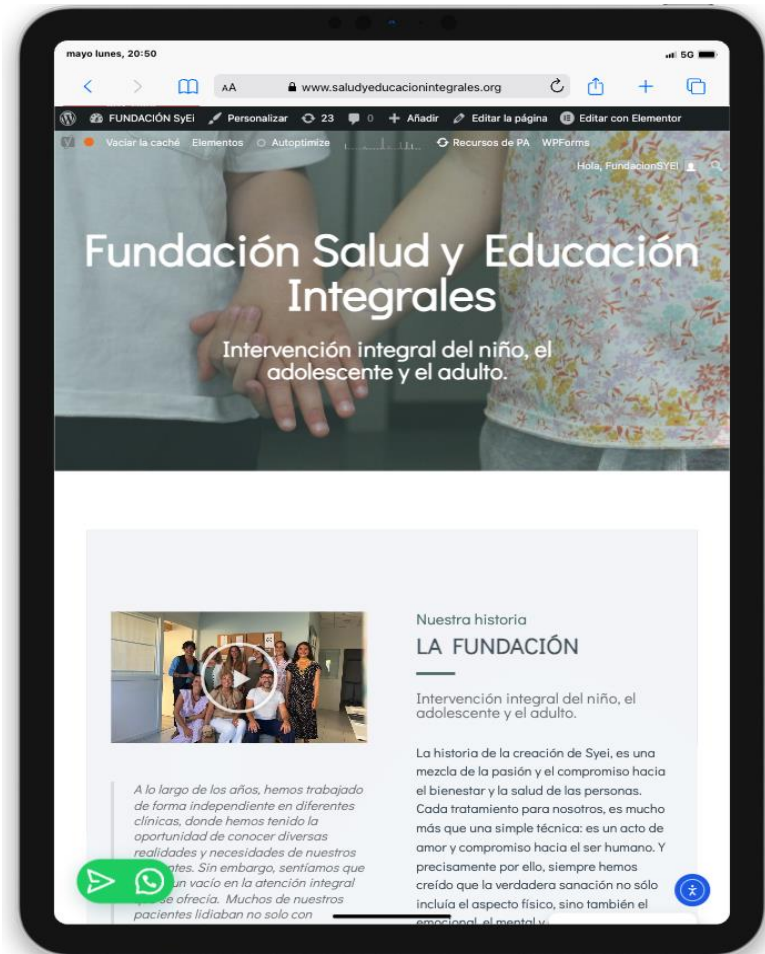 mayo lunes, 20:50
5G
AA
www.saludyeducacionintegrales.org
FUNDACIÓN SyEi Personalizar 23 0 Añadir Editar la página Editar con Elementor
Vaciar la caché Elementos Autoptimize Recursos de PA WPForms
Hola, FundacionSYEI
Fundación Salud y Educación
Integrales
Intervención integral del niño, el
adolescente y el adulto.
A lo largo de los años, hemos trabajado
de forma independiente en diferentes
clínicas, donde hemos tenido la
oportunidad de conocer diversas
realidades y necesidades de nuestros
Sin embargo, sentíamos que
un vacío en la atención integral
se ofrecía. Muchos de nuestros
pacientes lidiaban no solo con
Nuestra historia
LA FUNDACIÓN
Intervención integral del niño, el
adolescente y el adulto.
La historia de la creación de Syei, es una
mezcla de la pasión y el compromiso hacia
el bienestar y la salud de las personas.
Cada tratamiento para nosotros, es mucho
más que una simple técnica: es un acto de
amor y compromiso hacia el ser humano. Y
precisamente por ello, siempre hemos
creído que la verdadera sanación no sólo
incluía el aspecto físico, sino también el
emocional, el mental y